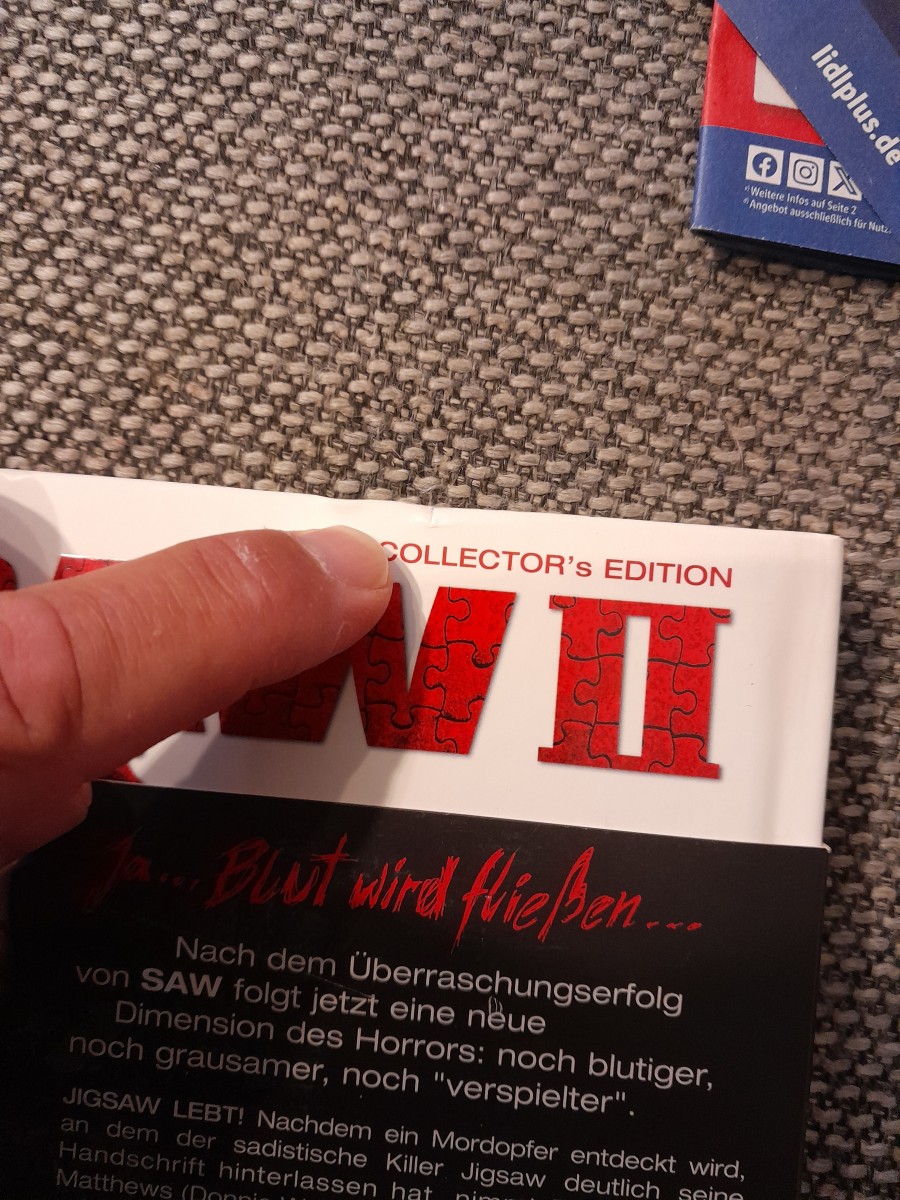 lidlplus.de
*) Weitere Infos auf Seite 2
*) Angebot ausschließlich für Nutz
COLLECTOR's EDITION
W II
Ja... Blut wird fließen...
Nach dem Überraschungserfolg
von SAW folgt jetzt eine neue
Dimension des Horrors: noch blutiger,
noch grausamer, noch "verspielter".
JIGSAW LEBT! Nachdem ein Mordopfer entdeckt wird,
an dem der sadistische Killer Jigsaw deutlich seine
Handschrift hinterlassen hat, nimmt
Matthews